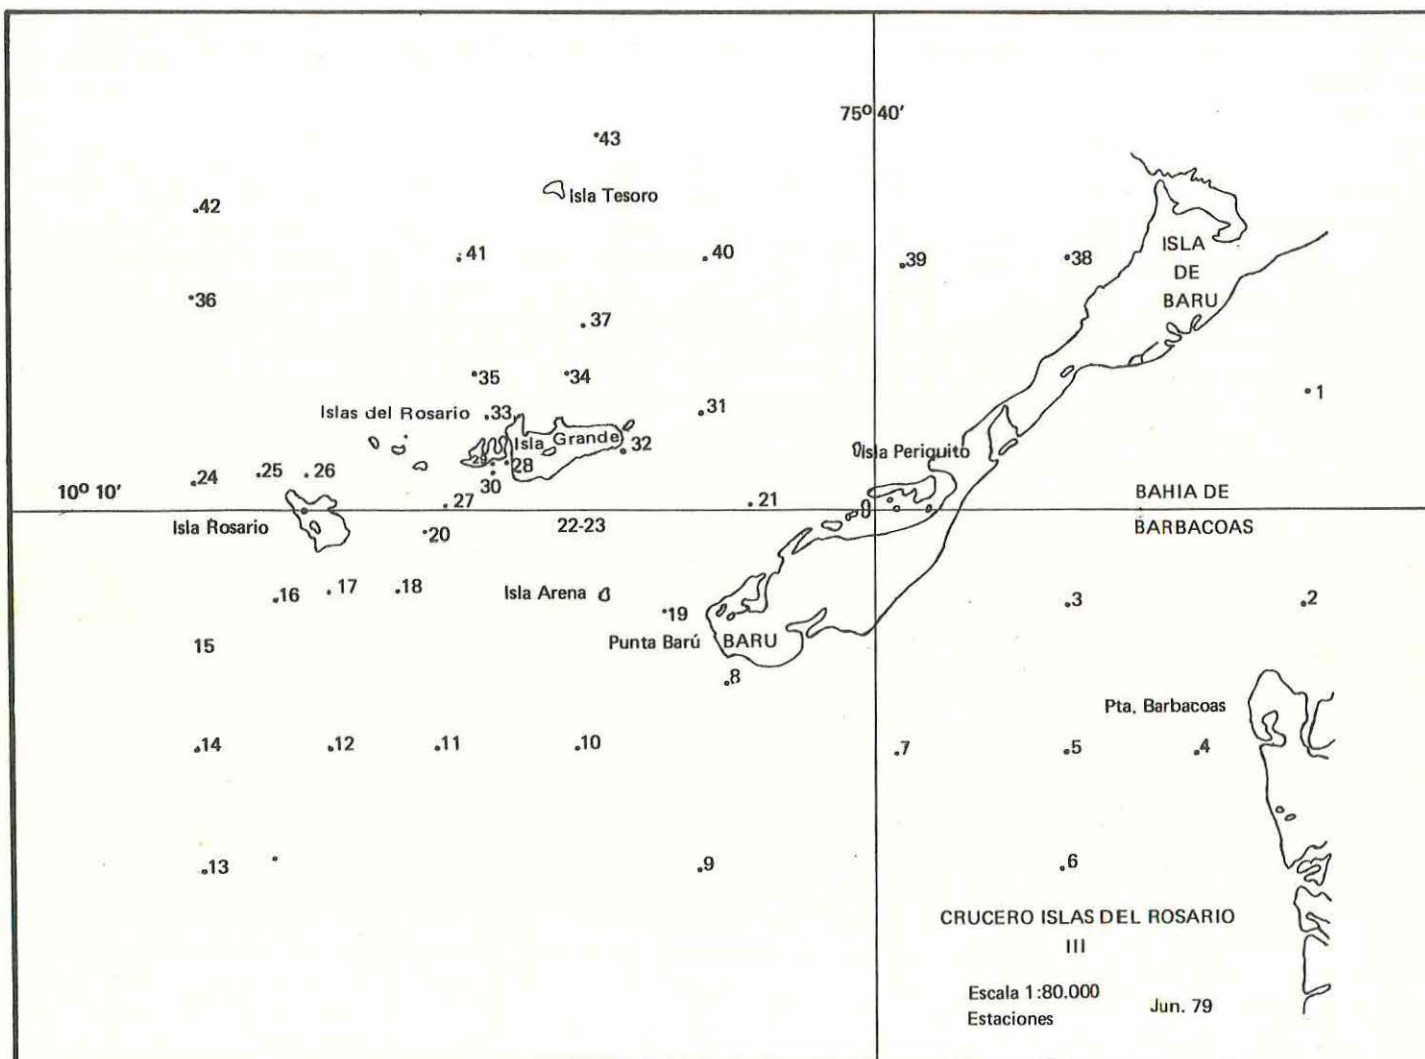 75º 40'
43
Isla Tesoro
42
41
40
39
38
ISLA
DE
BARU
36
37
35
34
1
Islas del Rosario
33
31
Isla Grande
32
Isla Periquito
29
28
24
25
26
30
10º 10'
27
21
BAHIA DE
BARBACOAS
Isla Rosario
20
22-23
16
17
18
Isla Arena
19
3
2
15
Punta Barú
BARU
8
Pta. Barbacoas
14
12
11
10
7
5
4
13
9
6
CRUCERO ISLAS DEL ROSARIO
III
Escala 1:80.000
Estaciones
Jun. 79